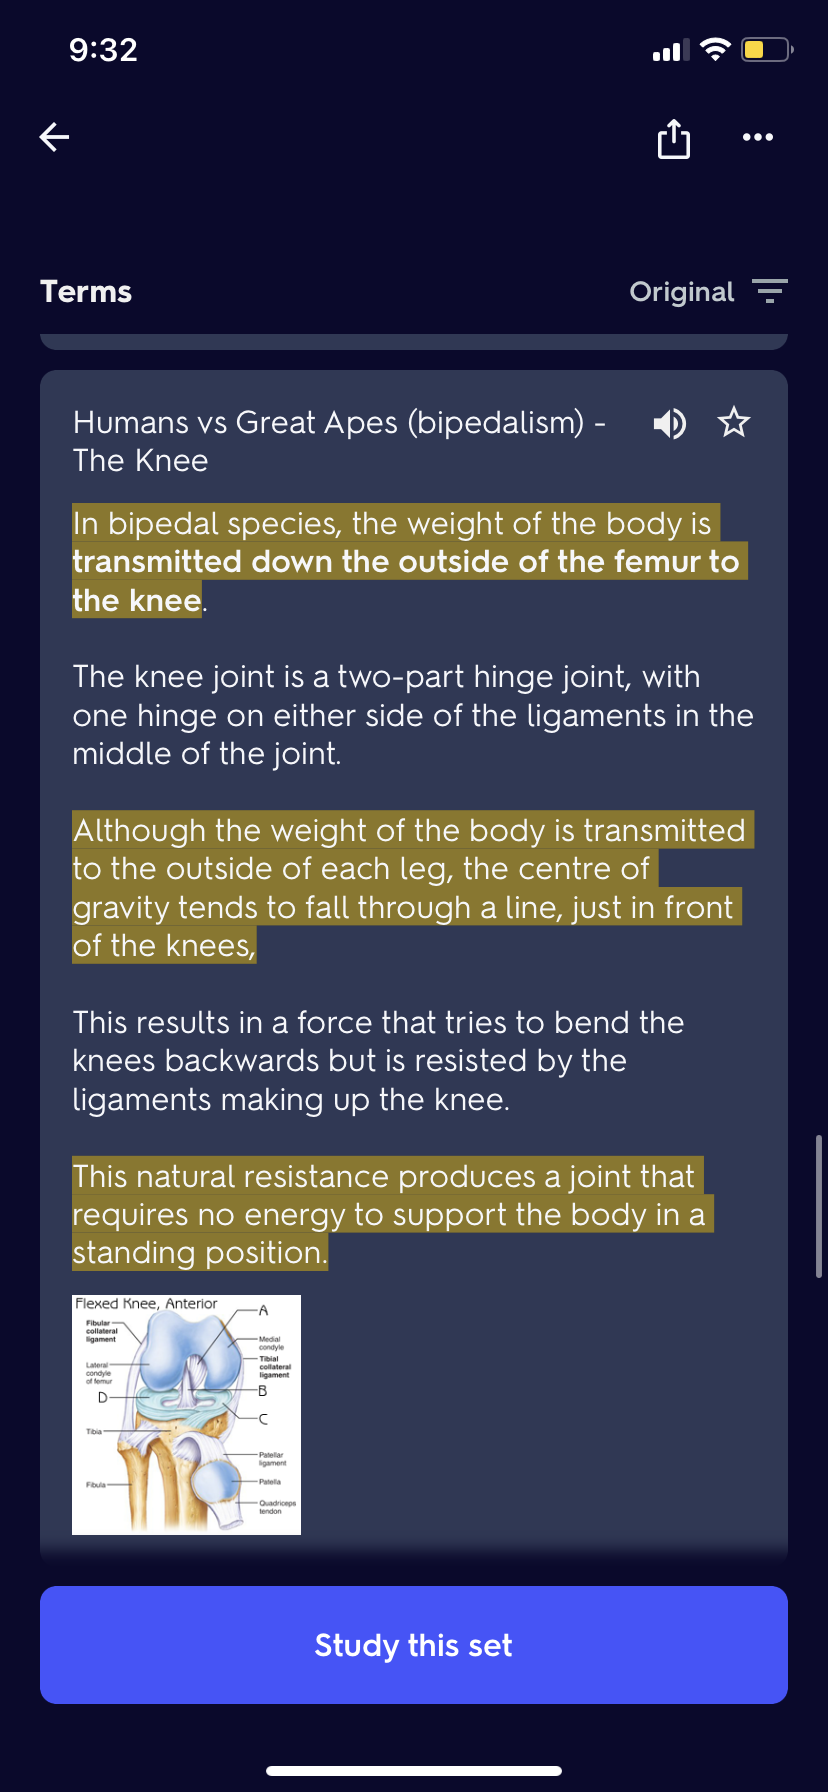 9:32
Terms
Original
Humans vs Great Apes (bipedalism) -
The Knee
In bipedal species, the weight of the body is
transmitted down the outside of the femur to
the knee.
The knee joint is a two-part hinge joint, with
one hinge on either side of the ligaments in the
middle of the joint.
Although the weight of the body is transmitted
to the outside of each leg, the centre of
gravity tends to fall through a line, just in front
of the knees,
This results in a force that tries to bend the
knees backwards but is resisted by the
ligaments making up the knee.
This natural resistance produces a joint that
requires no energy to support the body in a
standing position.
Flexed Knee, Anterior
A
Fibular
collateral
ligament
Medial
condyle
Tibial
collateral
ligament
Lateral
condyle
of femur
B
D
C
Tibia
Patellar
ligament
Patella
Fibula
Quadriceps
tendon
Study this set